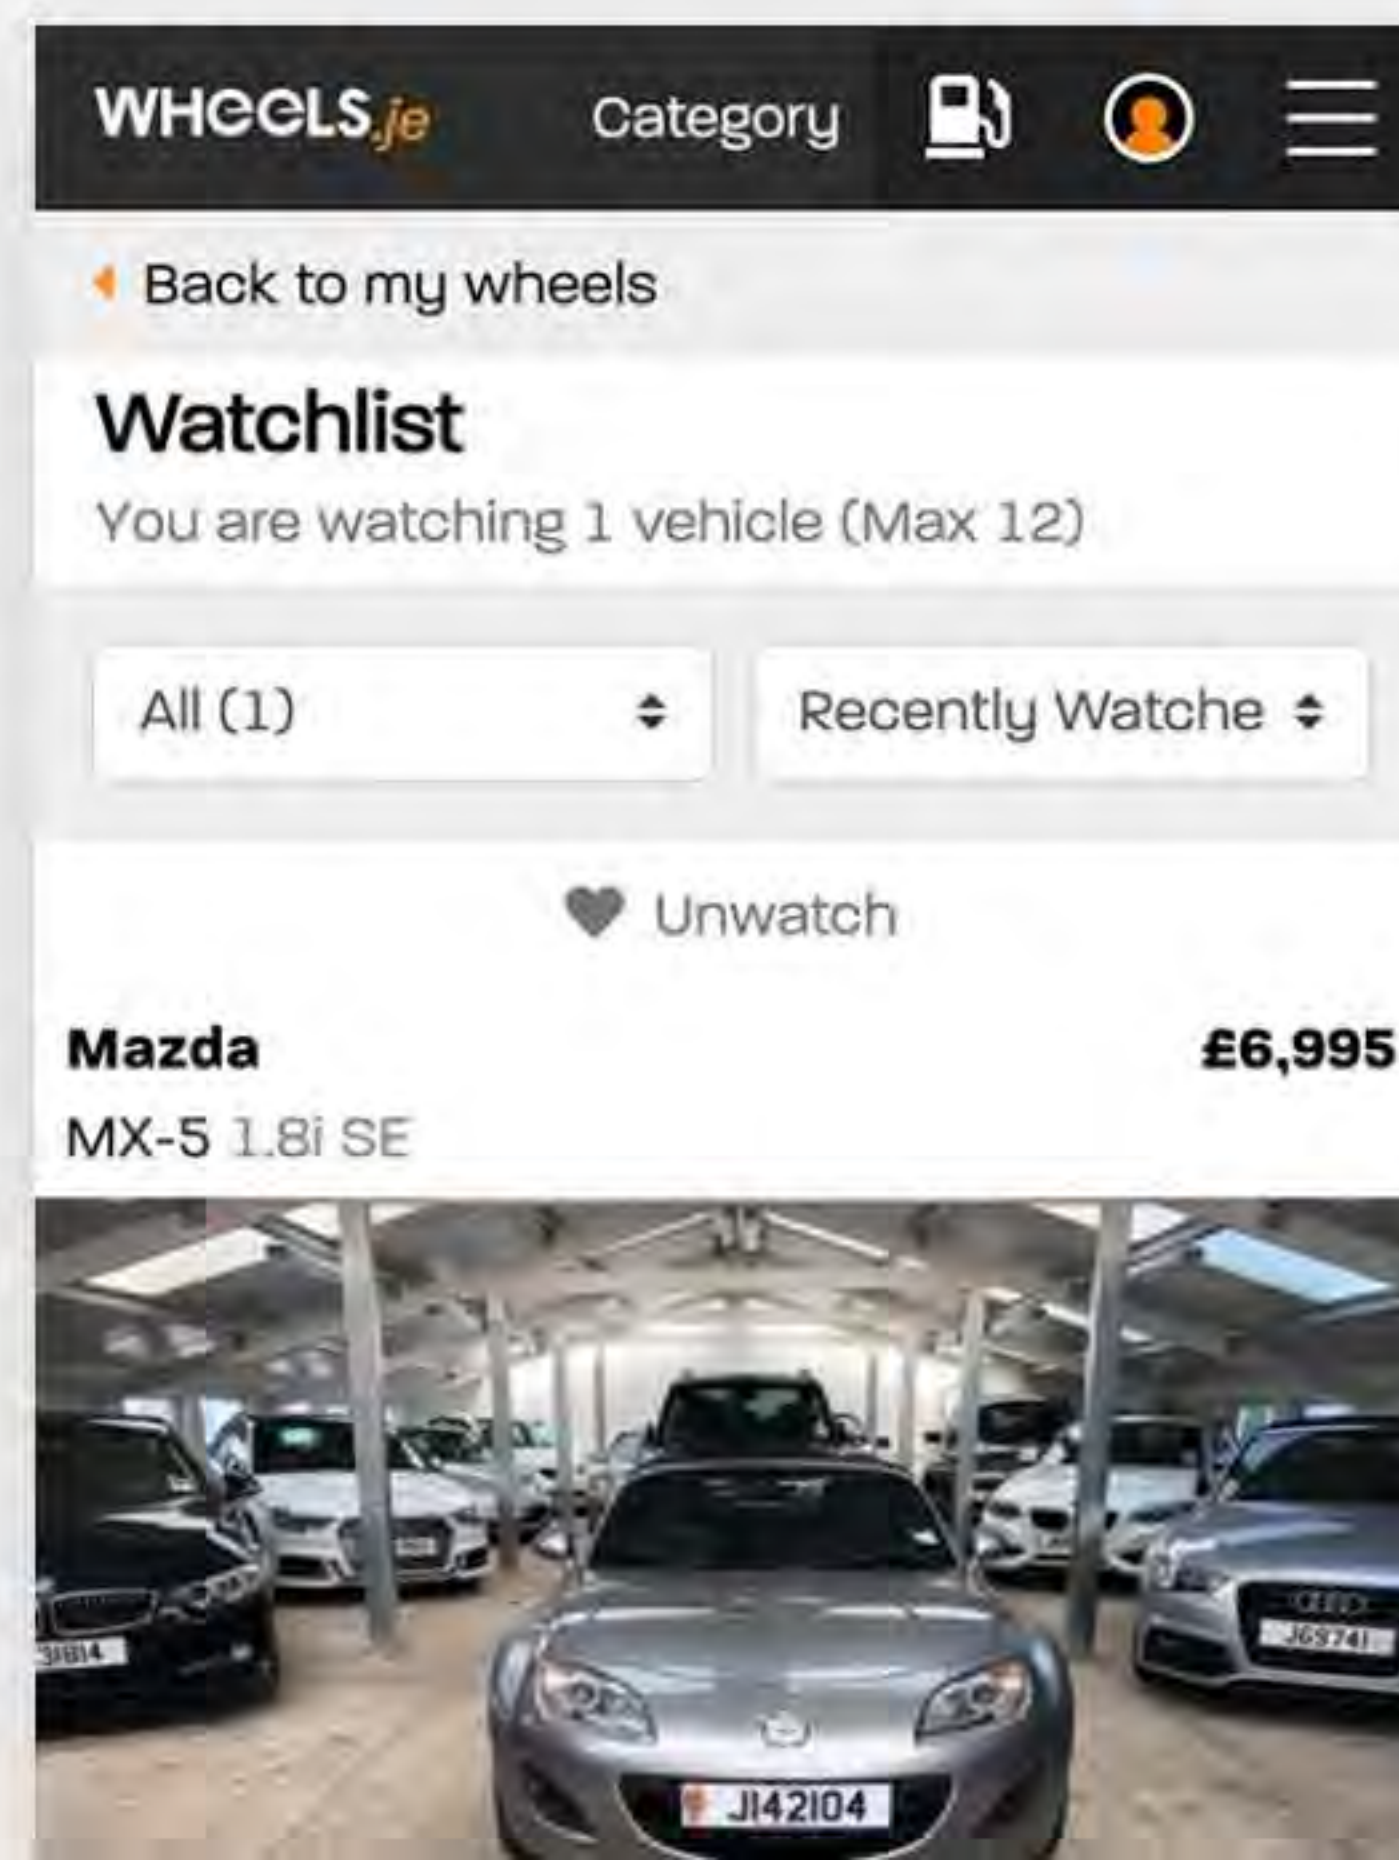 WHeeLS.je Category
Back to my wheels
Watchlist
You are watching 1 vehicle (Max 12)
All (1) Recently Watche
Unwatch
Mazda £6,995
MX-5 1.8i SE
J69741
J142104